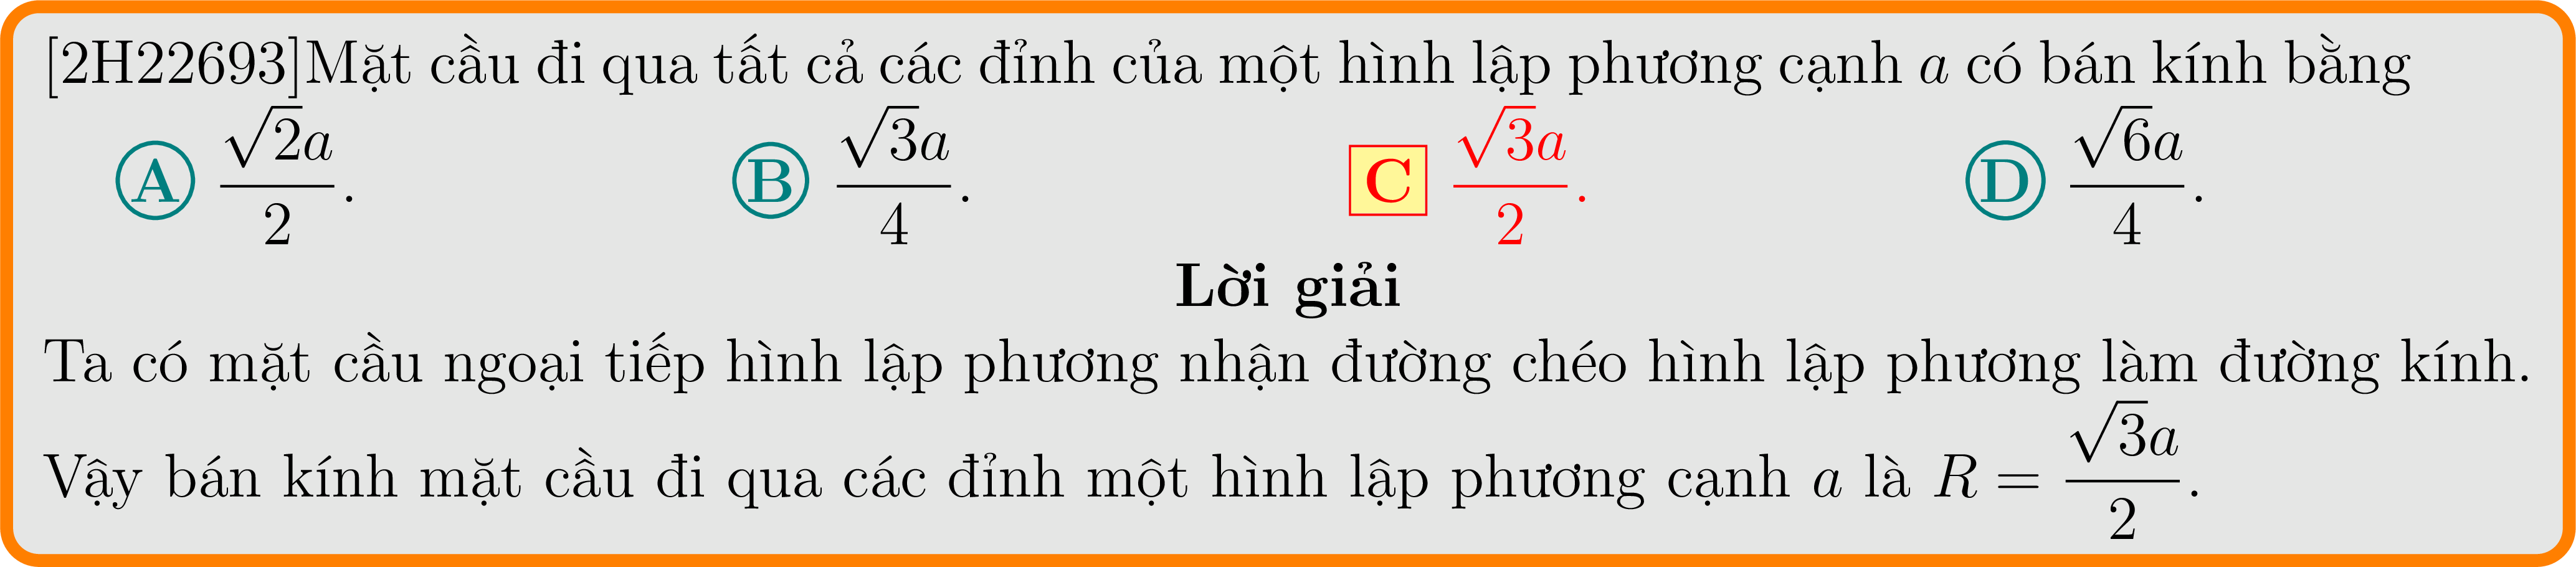 [2H22693]Mặt cầu đi qua tất cả các đỉnh của một hình lập phương cạnh a có bán kính bằng
A √2a/2. B √3a/4. C √3a/2. D √6a/4.
Lời giải
Ta có mặt cầu ngoại tiếp hình lập phương nhận đường chéo hình lập phương làm đường kính.
Vậy bán kính mặt cầu đi qua các đỉnh một hình lập phương cạnh a là R = √3a/2.